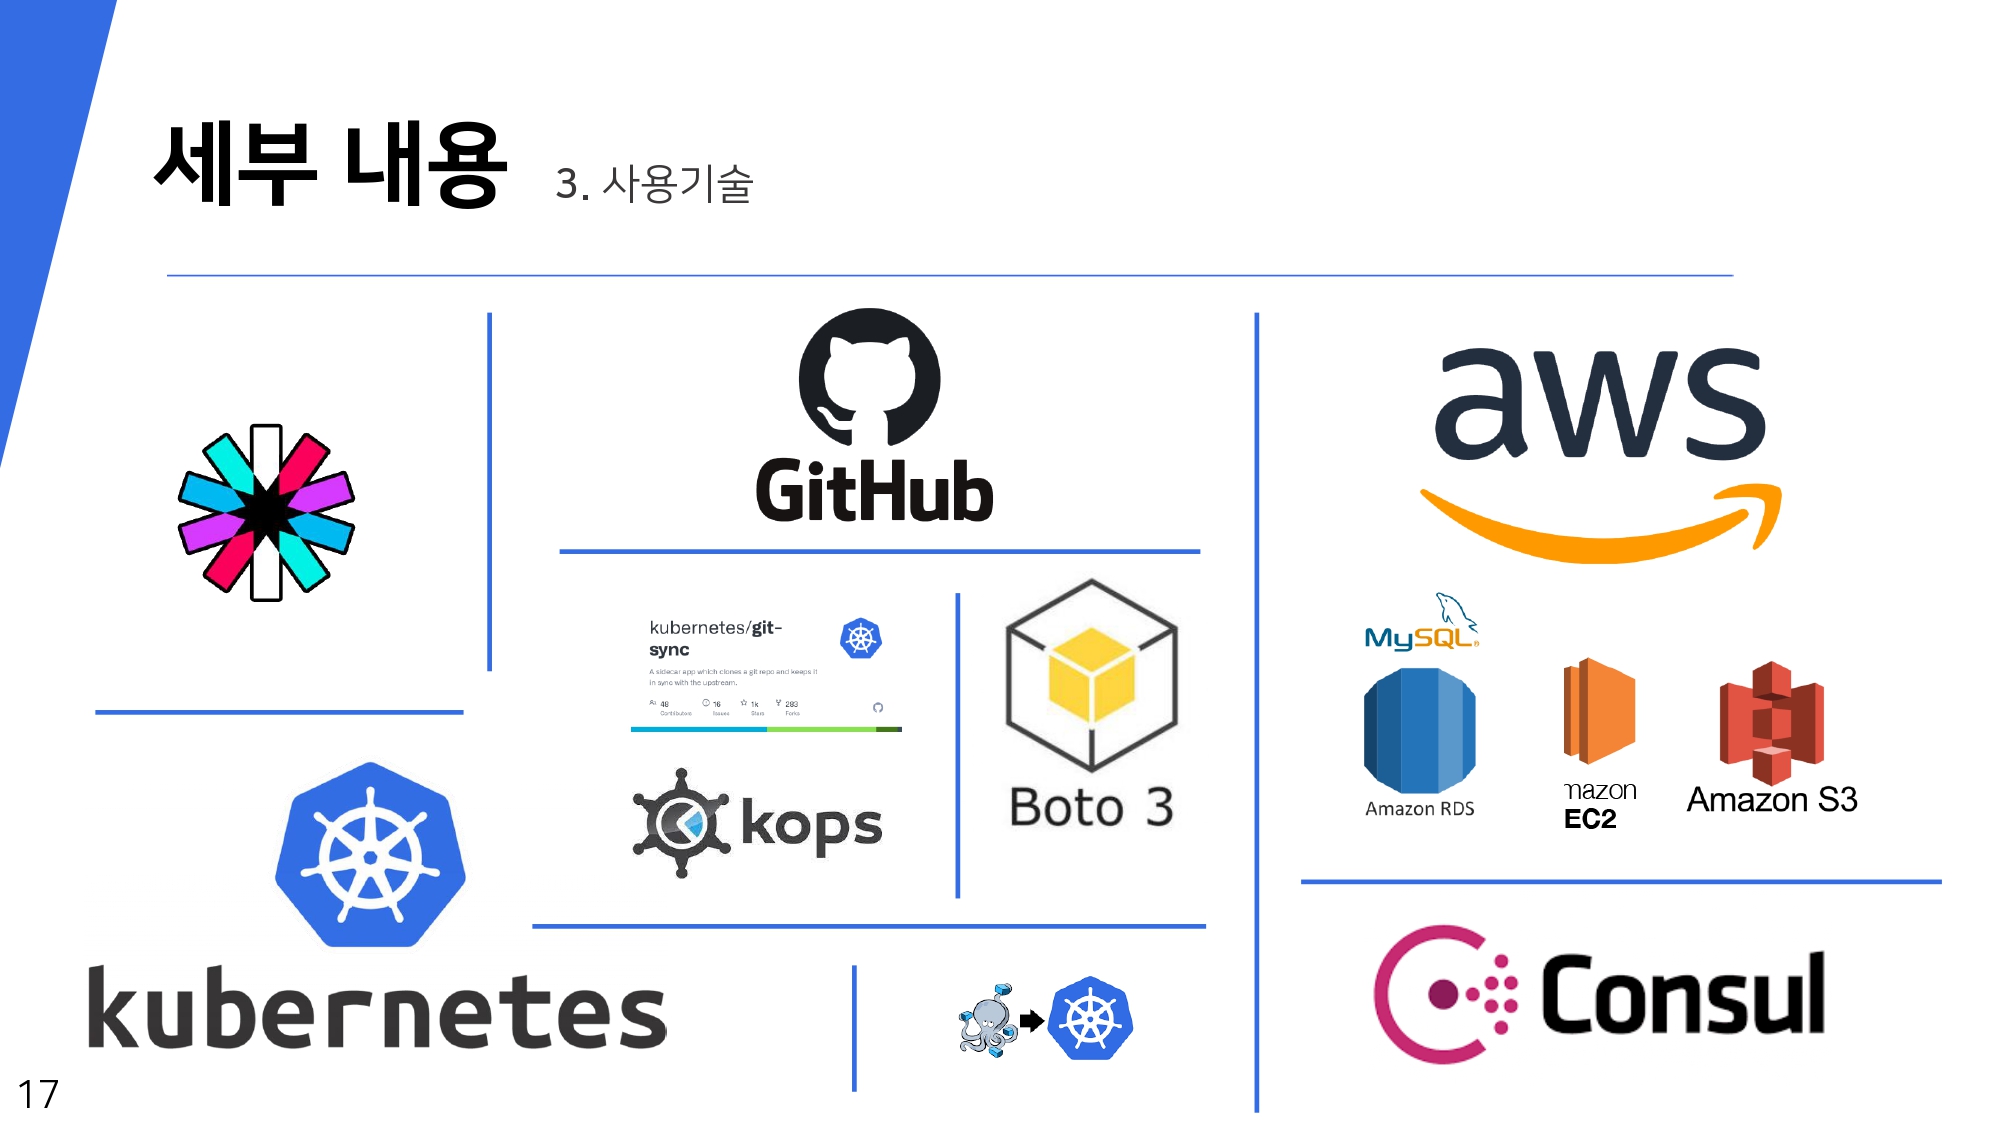 세부 내용
3. 사용기술
GitHub
aws
kubernetes/git-
sync
A sidecar app which clones a git repo and keeps it
in sync with the upstream.
48
Contributors
16
Issues
1k
Stars
283
Forks
kops
Boto 3
MySQL®
Amazon RDS
mazon
EC2
Amazon S3
kubernetes
Consul
17